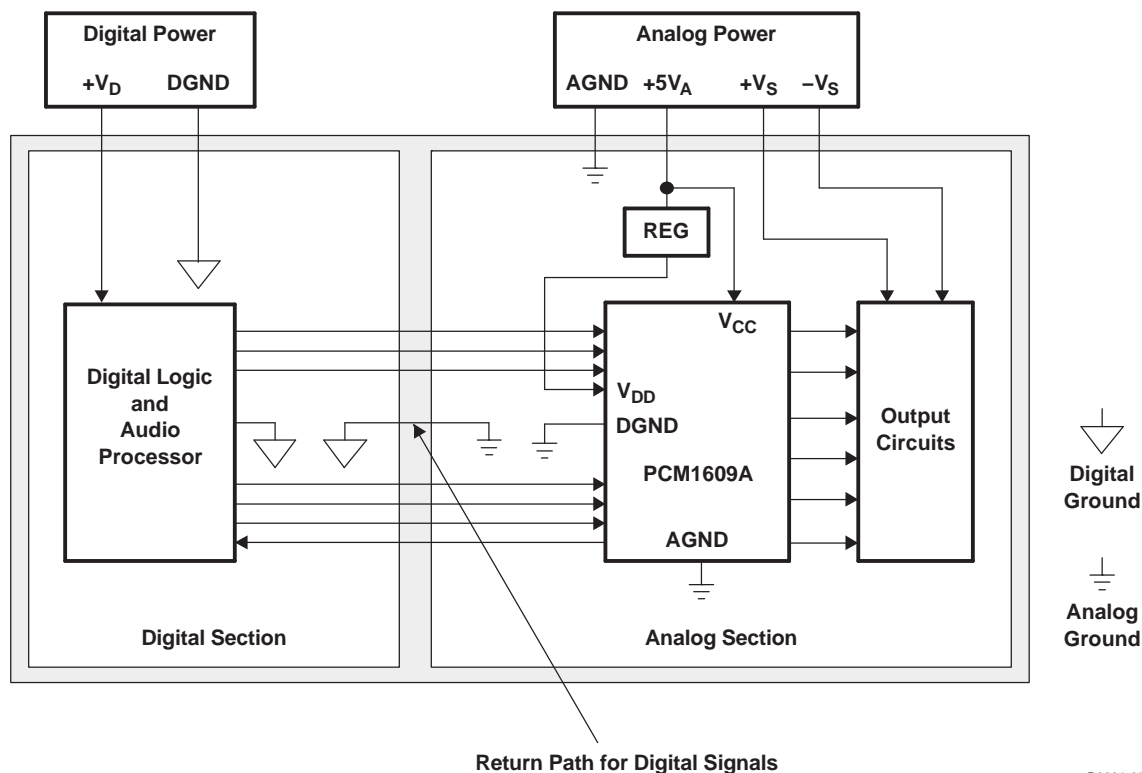 Digital Power
+VD
DGND
Analog Power
AGND
+5VA
+VS
–VS
REG
VCC
Digital Logic
and
Audio
Processor
VDD
DGND
PCM1609A
AGND
Output
Circuits
Digital
Ground
Analog
Ground
Digital Section
Analog Section
Return Path for Digital Signals